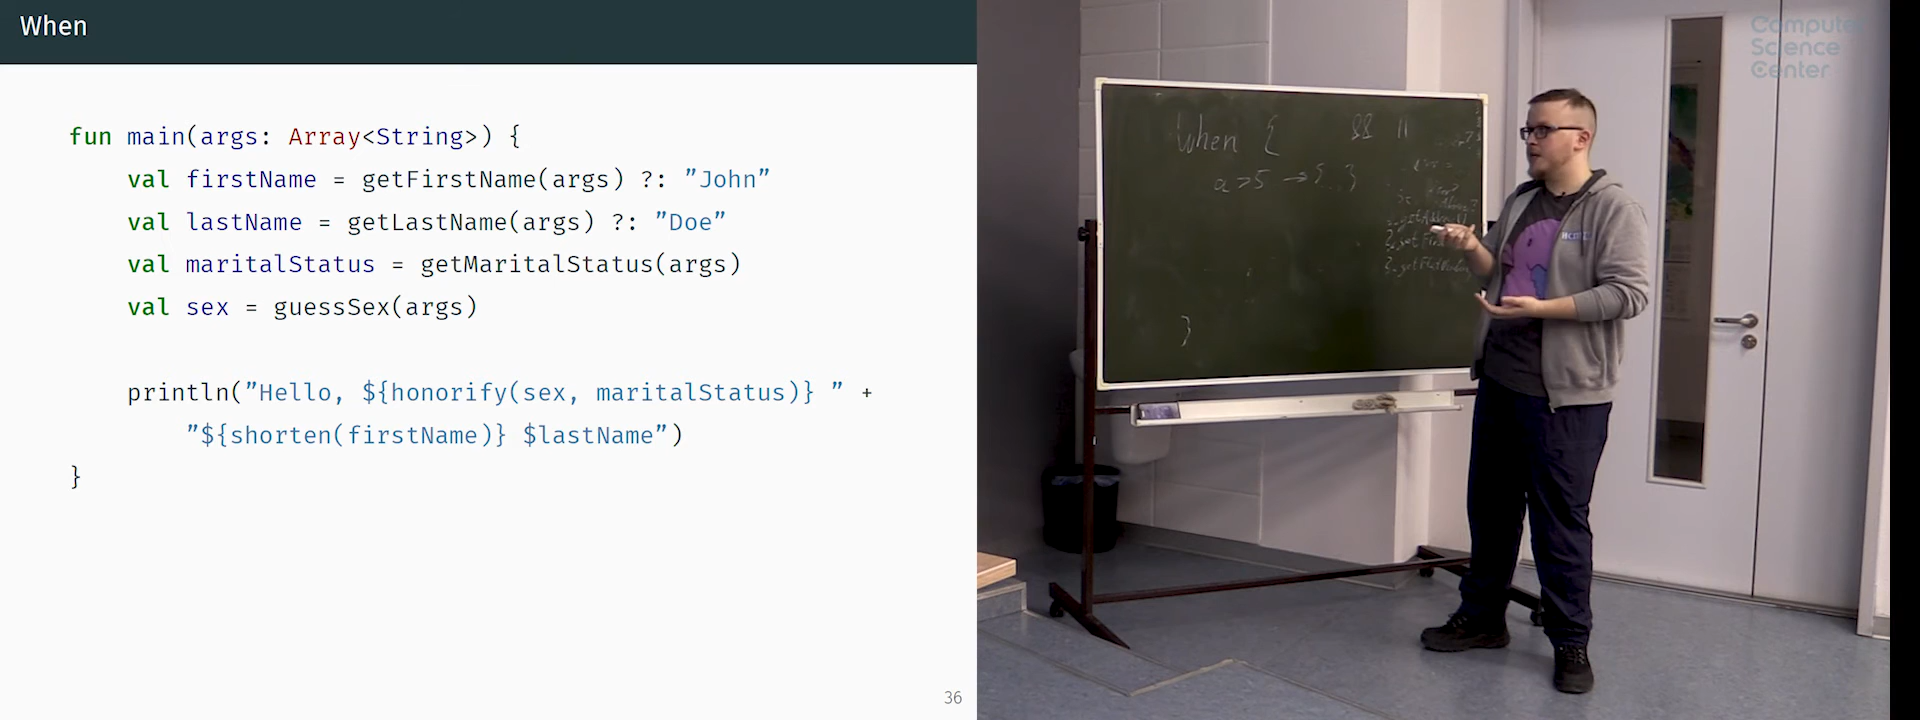 When
fun main(args: Array<String>) {
val firstName = getFirstName(args) ?: ”John”
val lastName = getLastName(args) ?: ”Doe”
val maritalStatus = getMaritalStatus(args)
val sex = guessSex(args)
println(”Hello, ${honorify(sex, maritalStatus)} ” +
”${shorten(firstName)} $lastName”)
}
36
Computer
Science
Center
when { && ||
a > 5 → {...}
}